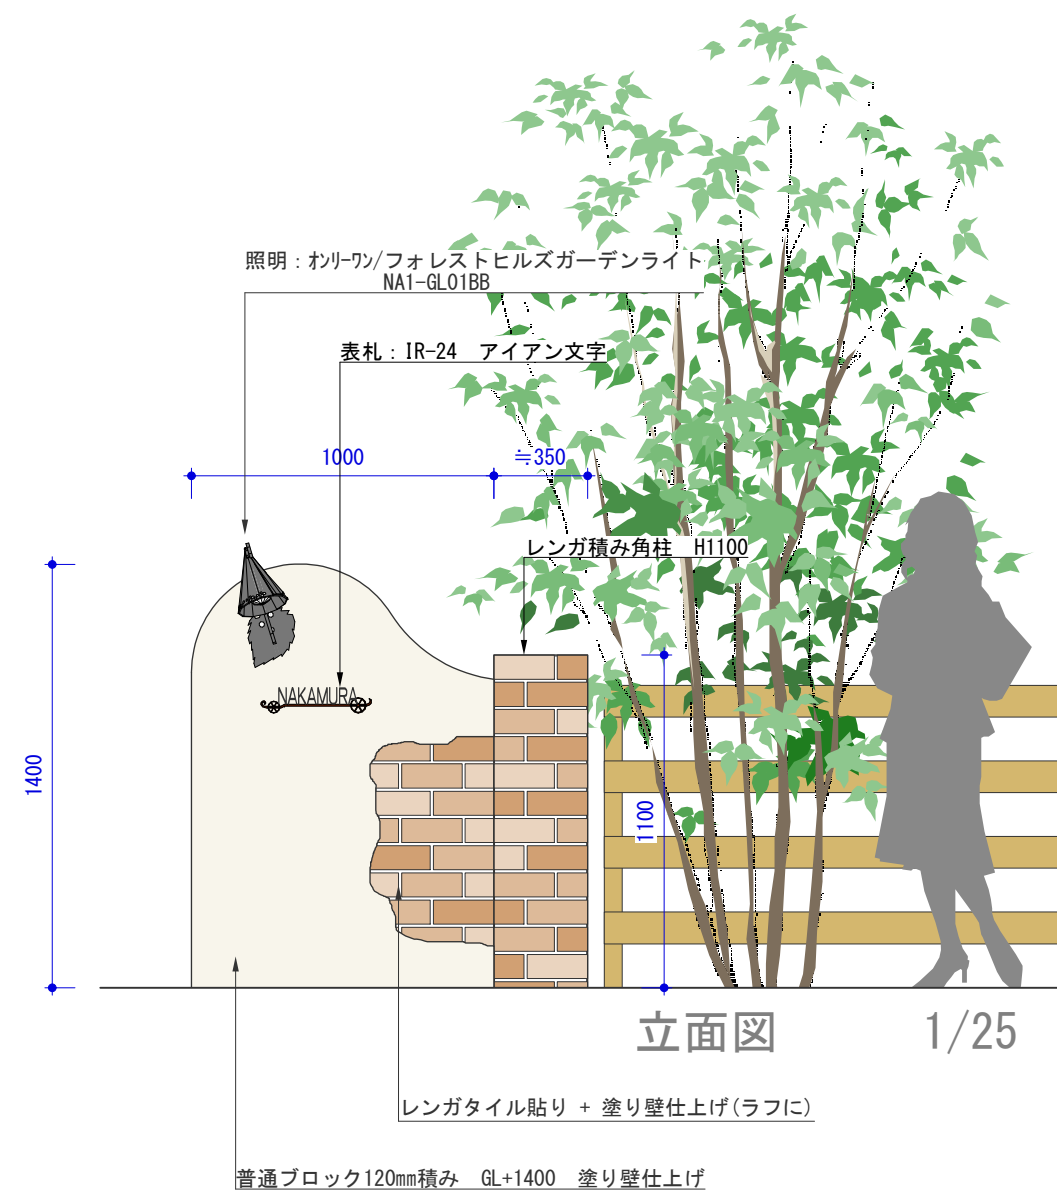 照明：ｵﾝﾘｰﾜﾝ/フォレストヒルズガーデンライト
NA1-GL01BB
表札：IR-24　アイアン文字
1000
≒350
レンガ積み角柱　H1100
NAKAMURA
1400
1100
立面図　1/25
レンガタイル貼り + 塗り壁仕上げ(ラフに)
普通ブロック120mm積み　GL+1400　塗り壁仕上げ